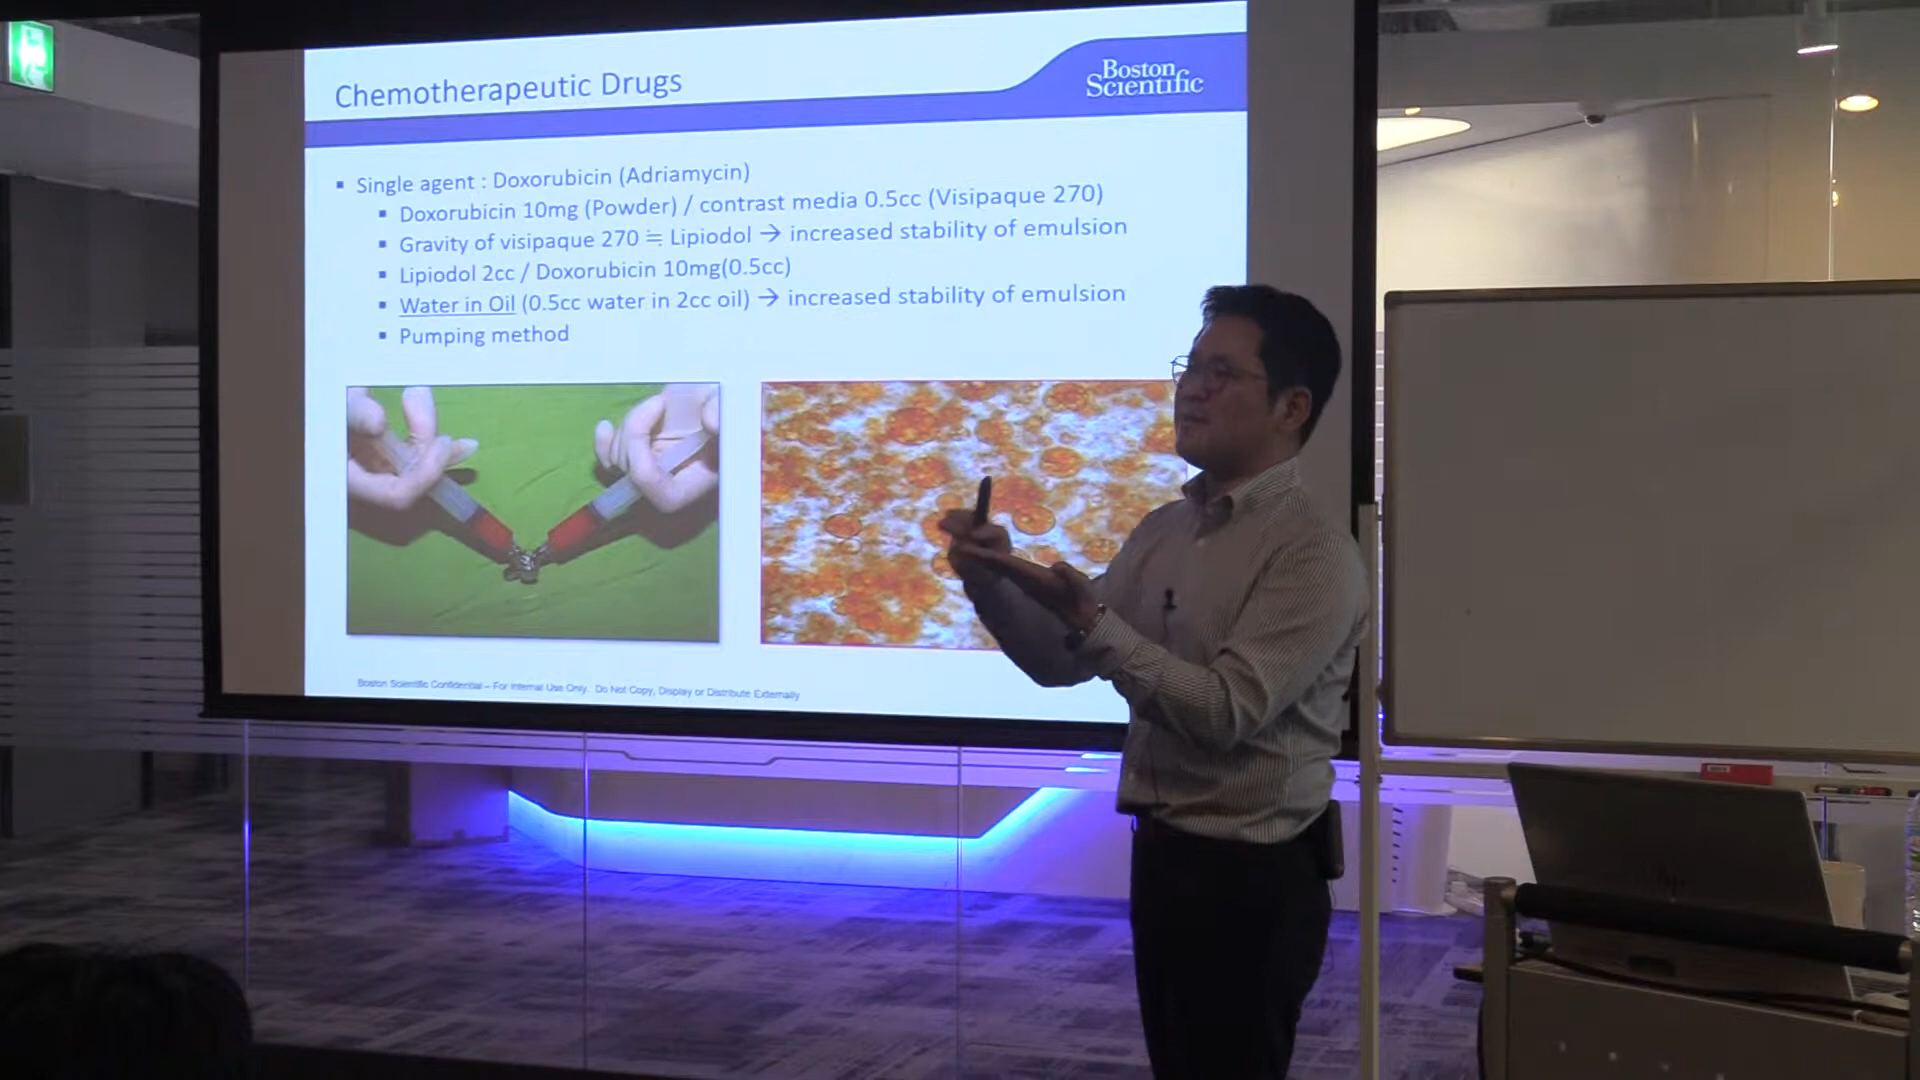 Chemotherapeutic Drugs
Boston
Scientific
▪ Single agent : Doxorubicin (Adriamycin)
▪ Doxorubicin 10mg (Powder) / contrast media 0.5cc (Visipaque 270)
▪ Gravity of visipaque 270 ≒ Lipiodol → increased stability of emulsion
▪ Lipiodol 2cc / Doxorubicin 10mg(0.5cc)
▪ Water in Oil (0.5cc water in 2cc oil) → increased stability of emulsion
▪ Pumping method
Boston Scientific Confidential – For Internal Use Only. Do Not Copy, Display or Distribute Externally